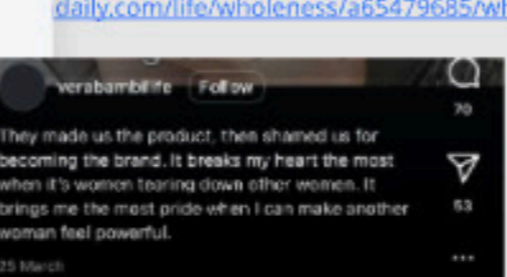 daily.com/life/wholeness/a65479685/wh
verabambilife Follow
70
They made us the product, then shamed us for
becoming the brand. It breaks my heart the most
when it's women tearing down other women. It
brings me the most pride when I can make another
woman feel powerful.
53
25 March